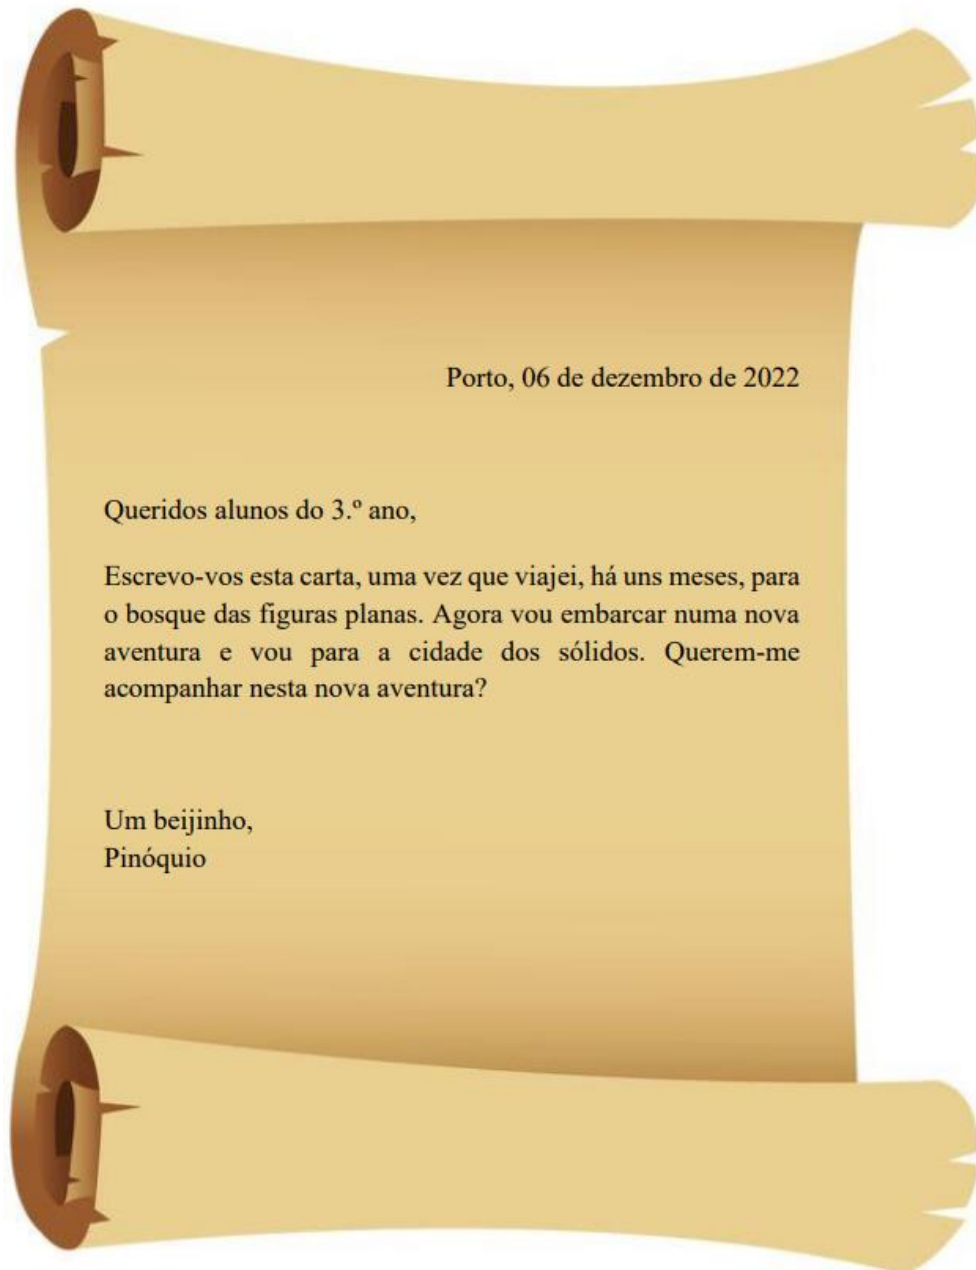 Porto, 06 de dezembro de 2022
Queridos alunos do 3.º ano,
Escrevo-vos esta carta, uma vez que viajei, há uns meses, para
o bosque das figuras planas. Agora vou embarcar numa nova
aventura e vou para a cidade dos sólidos. Querem-me
acompanhar nesta nova aventura?
Um beijinho,
Pinóquio